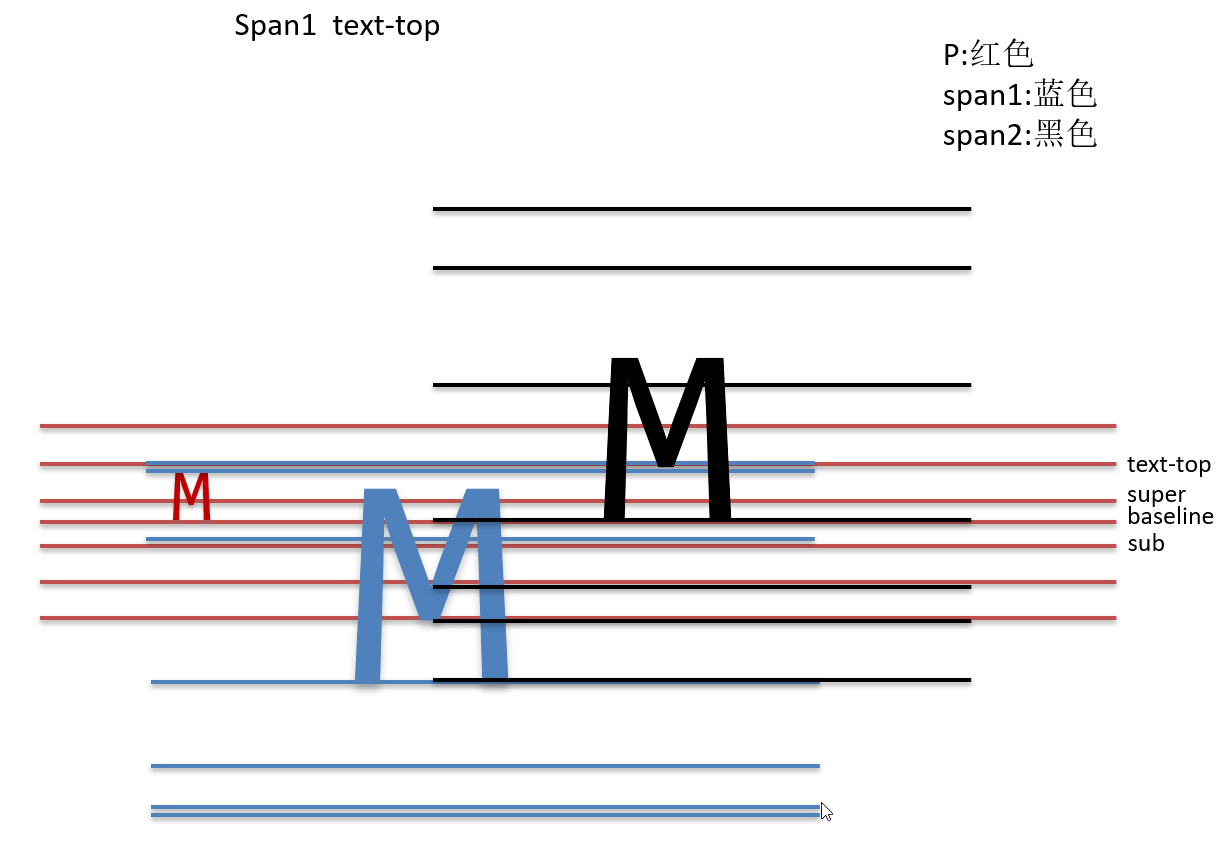 Span1 text-top
P:红色
span1:蓝色
span2:黑色
M
M
M
text-top
super
baseline
sub